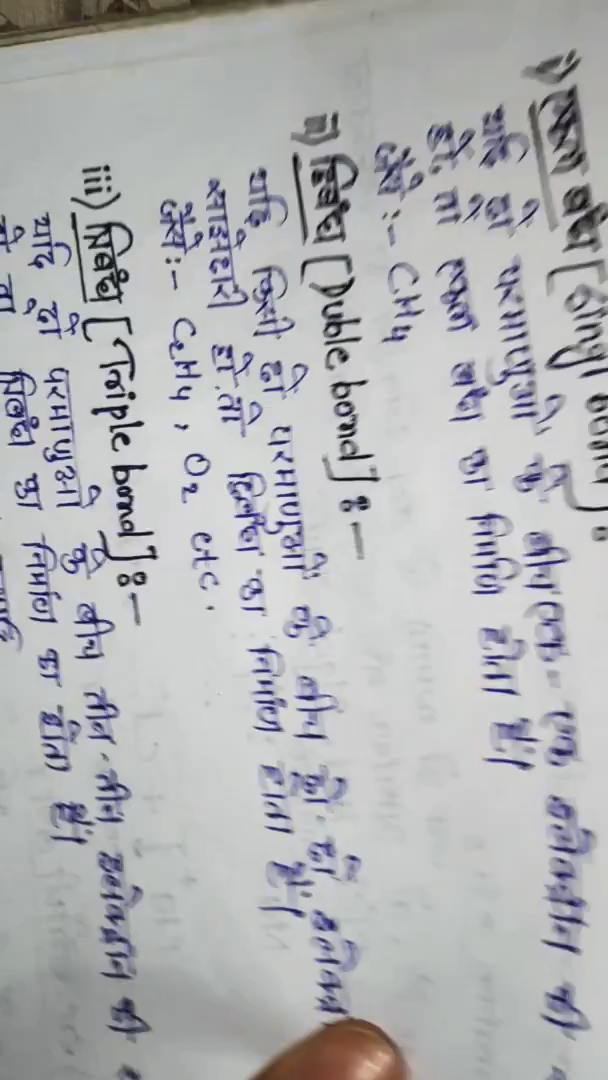 i) एकल बंध [Single bond] :
यदि दो परमाणुओं के बीच एक-एक इलेक्ट्रॉन की
हो, तो एकल बंध का निर्माण होता हैं।
जैसे :- CH4
ii) द्विबंध [Duble bond] : —
यदि किसी दो परमाणुओं के बीच दो-दो
साझेदारी हो तो द्विबंध का निर्माण होता हैं।
जैसे :- C2H4, O2 etc.
iii) त्रिबंध [Triple bond] : —
यदि दो परमाणुओं के बीच तीन-तीन इलेक्ट्रॉन की
हो तो त्रिबंध का निर्माण का होता हैं।